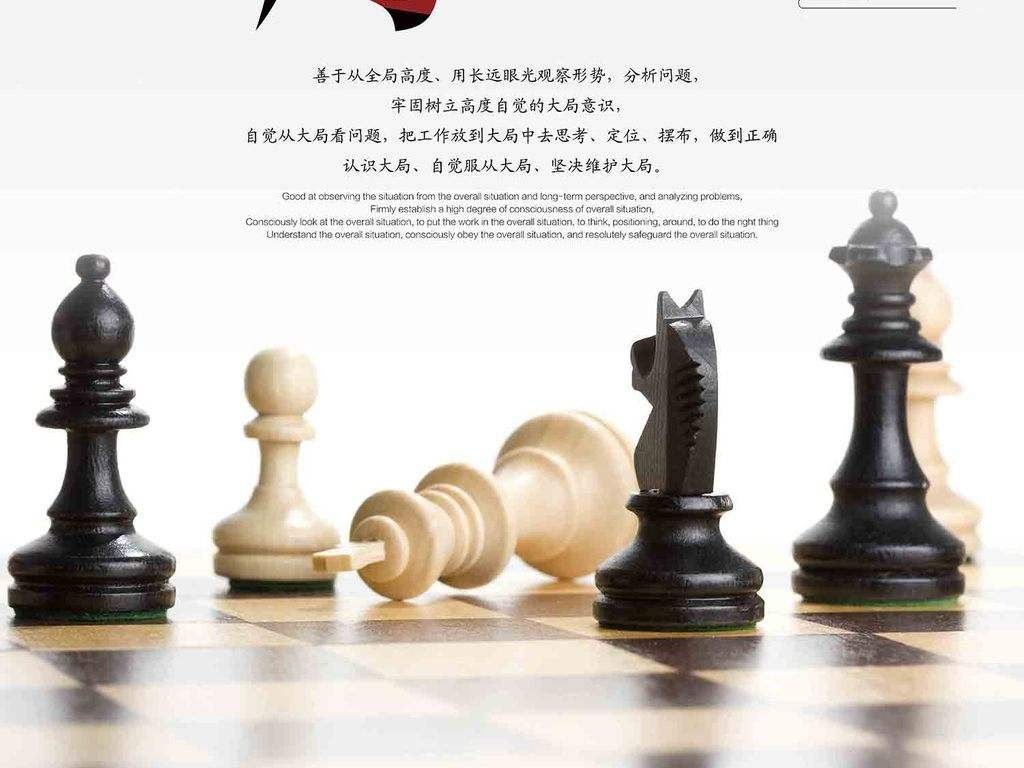 善于从全局高度、用长远眼光观察形势，分析问题，
牢固树立高度自觉的大局意识，
自觉从大局看问题，把工作放到大局中去思考、定位、摆布，做到正确
认识大局、自觉服从大局、坚决维护大局。
Good at observing the situation from the overall situation and long-term perspective, and analyzing problems,
Firmly establish a high degree of consciousness of overall situation,
Consciously look at the overall situation, to put the work in the overall situation, to think, positioning, around, to do the right thing
Understand the overall situation, consciously obey the overall situation, and resolutely safeguard the overall situation.